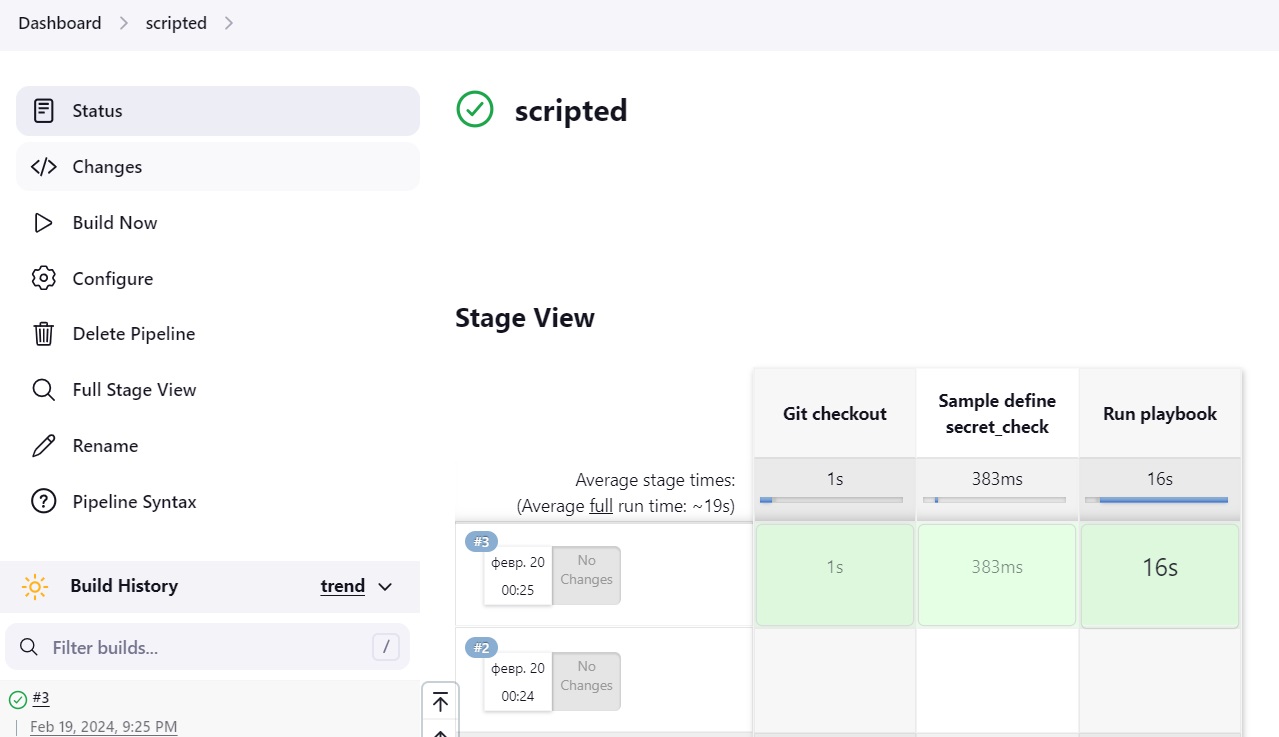 Dashboard
scripted
Status
Changes
Build Now
Configure
Delete Pipeline
Full Stage View
Rename
Pipeline Syntax
Build History
trend
Filter builds...
/
#3
Feb 19, 2024, 9:25 PM
scripted
Stage View
Git checkout
Sample define
secret_check
Run playbook
Average stage times:
(Average full run time: ~19s)
1s
383ms
16s
#3
февр. 20
00:25
No
Changes
1s
383ms
16s
#2
февр. 20
00:24
No
Changes